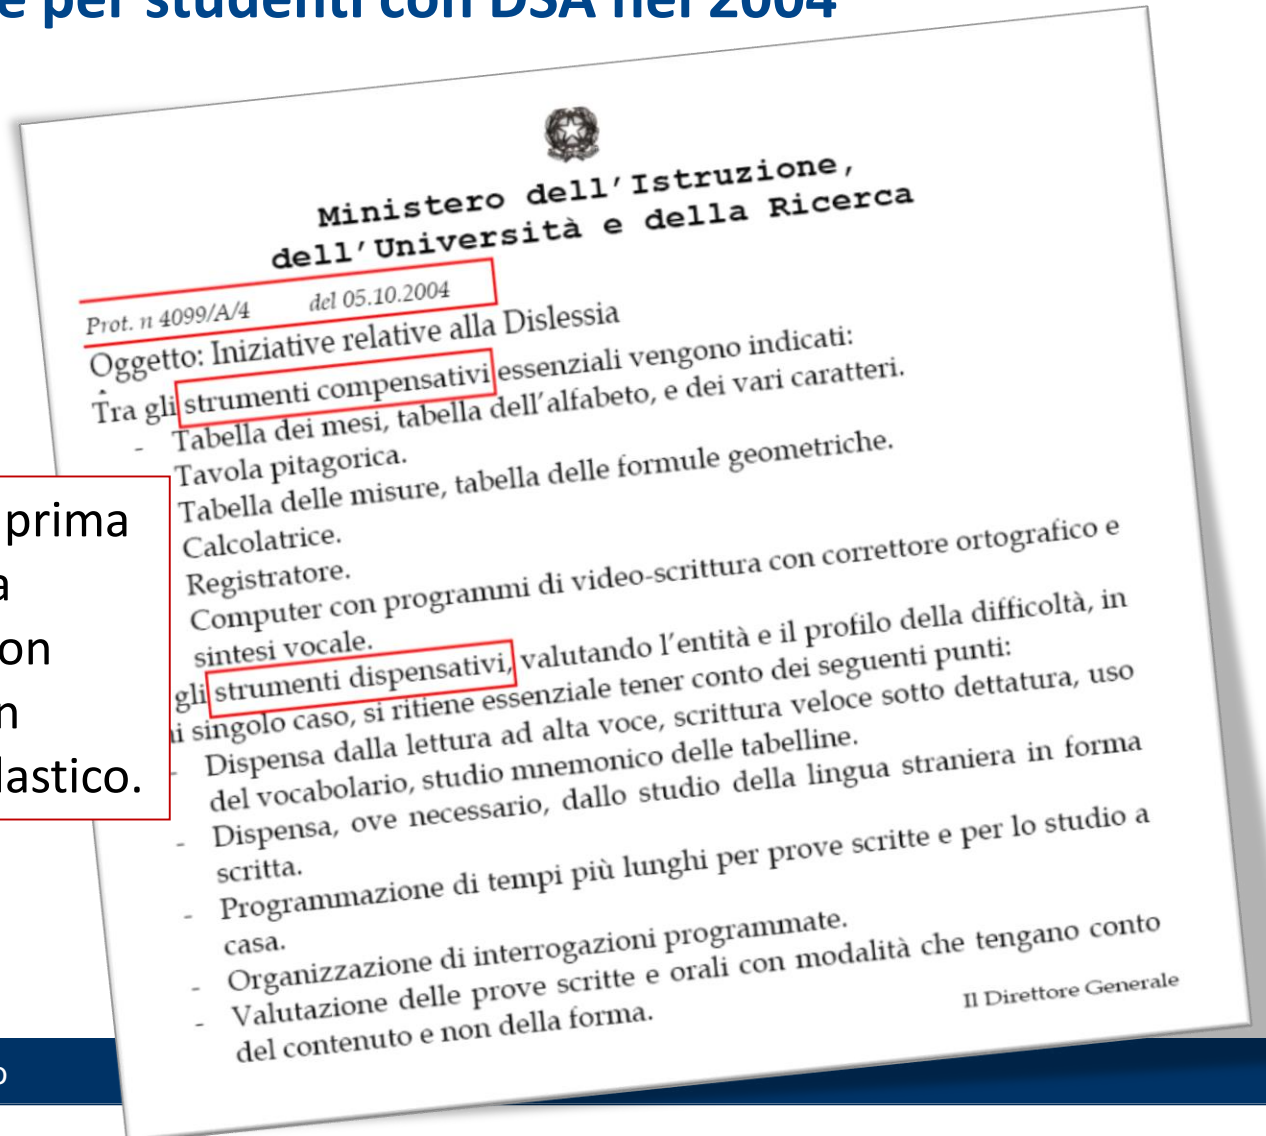 e per studenti con DSA nel 2004
Ministero dell'Istruzione,
dell'Università e della Ricerca
Prot. n 4099/A/4 del 05.10.2004
Oggetto: Iniziative relative alla Dislessia
Tra gli strumenti compensativi essenziali vengono indicati:
- Tabella dei mesi, tabella dell'alfabeto, e dei vari caratteri.
Tavola pitagorica.
Tabella delle misure, tabella delle formule geometriche.
Calcolatrice.
Registratore.
Computer con programmi di video-scrittura con correttore ortografico e
sintesi vocale.
gli strumenti dispensativi, valutando l'entità e il profilo della difficoltà, in
i singolo caso, si ritiene essenziale tener conto dei seguenti punti:
- Dispensa dalla lettura ad alta voce, scrittura veloce sotto dettatura, uso
del vocabolario, studio mnemonico delle tabelline.
- Dispensa, ove necessario, dallo studio della lingua straniera in forma
scritta.
- Programmazione di tempi più lunghi per prove scritte e per lo studio a
casa.
- Organizzazione di interrogazioni programmate.
- Valutazione delle prove scritte e orali con modalità che tengano conto
del contenuto e non della forma.
Il Direttore Generale
prima
a
on
n
lastico.
o